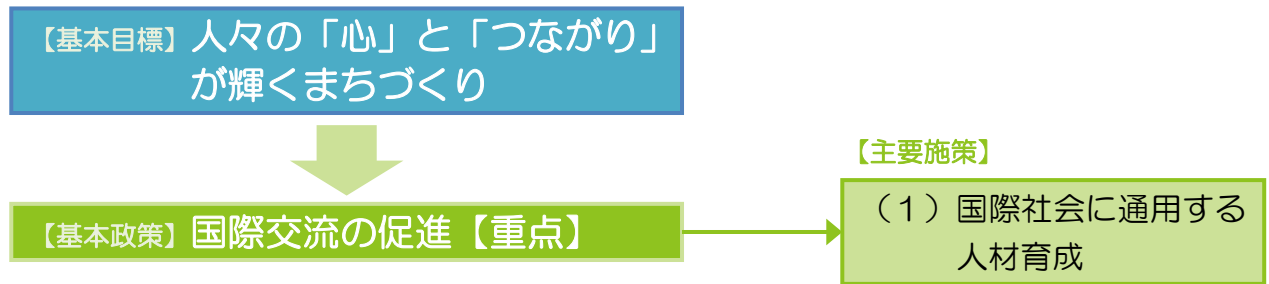 【基本目標】人々の「心」と「つながり」
が輝くまちづくり
【基本政策】国際交流の促進【重点】
【主要施策】
（１）国際社会に通用する
人材育成